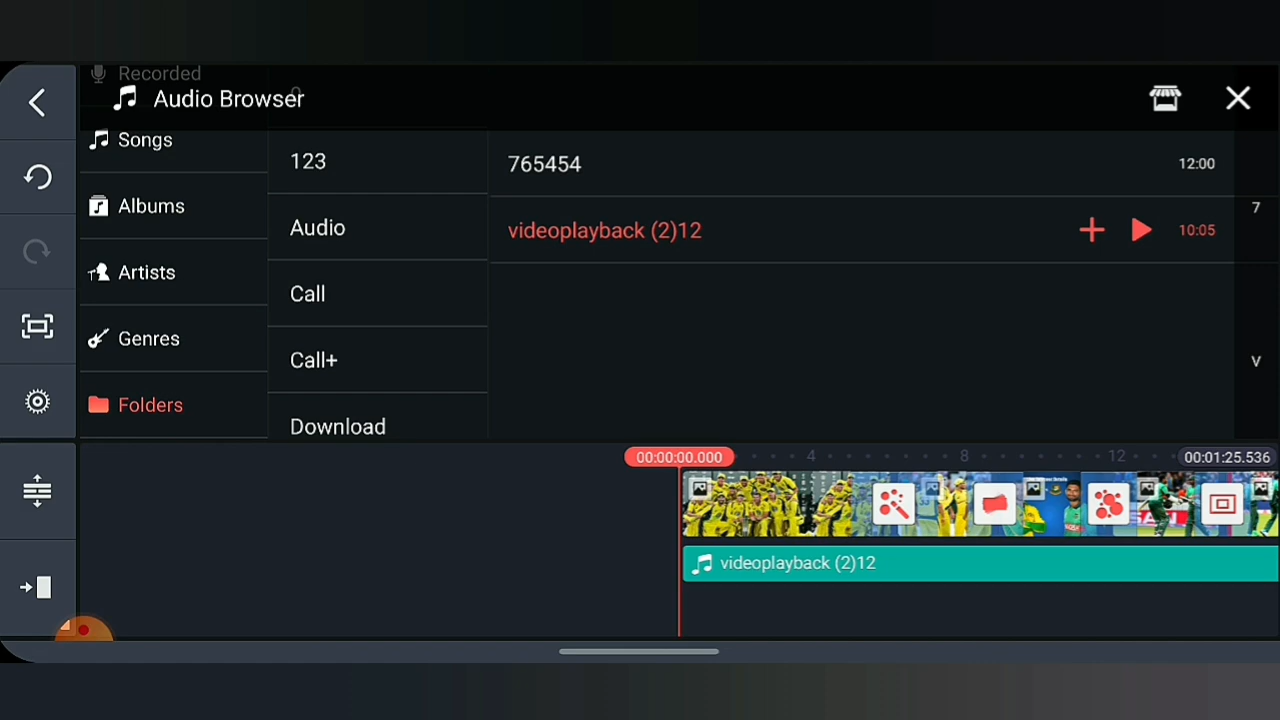 Recorded
Audio Browser
Songs
Albums
Artists
Genres
Folders
123
Audio
Call
Call+
Download
765454
12:00
videoplayback (2)12
10:05
7
V
00:00:00.000
4
8
12
00:01:25.536
videoplayback (2)12